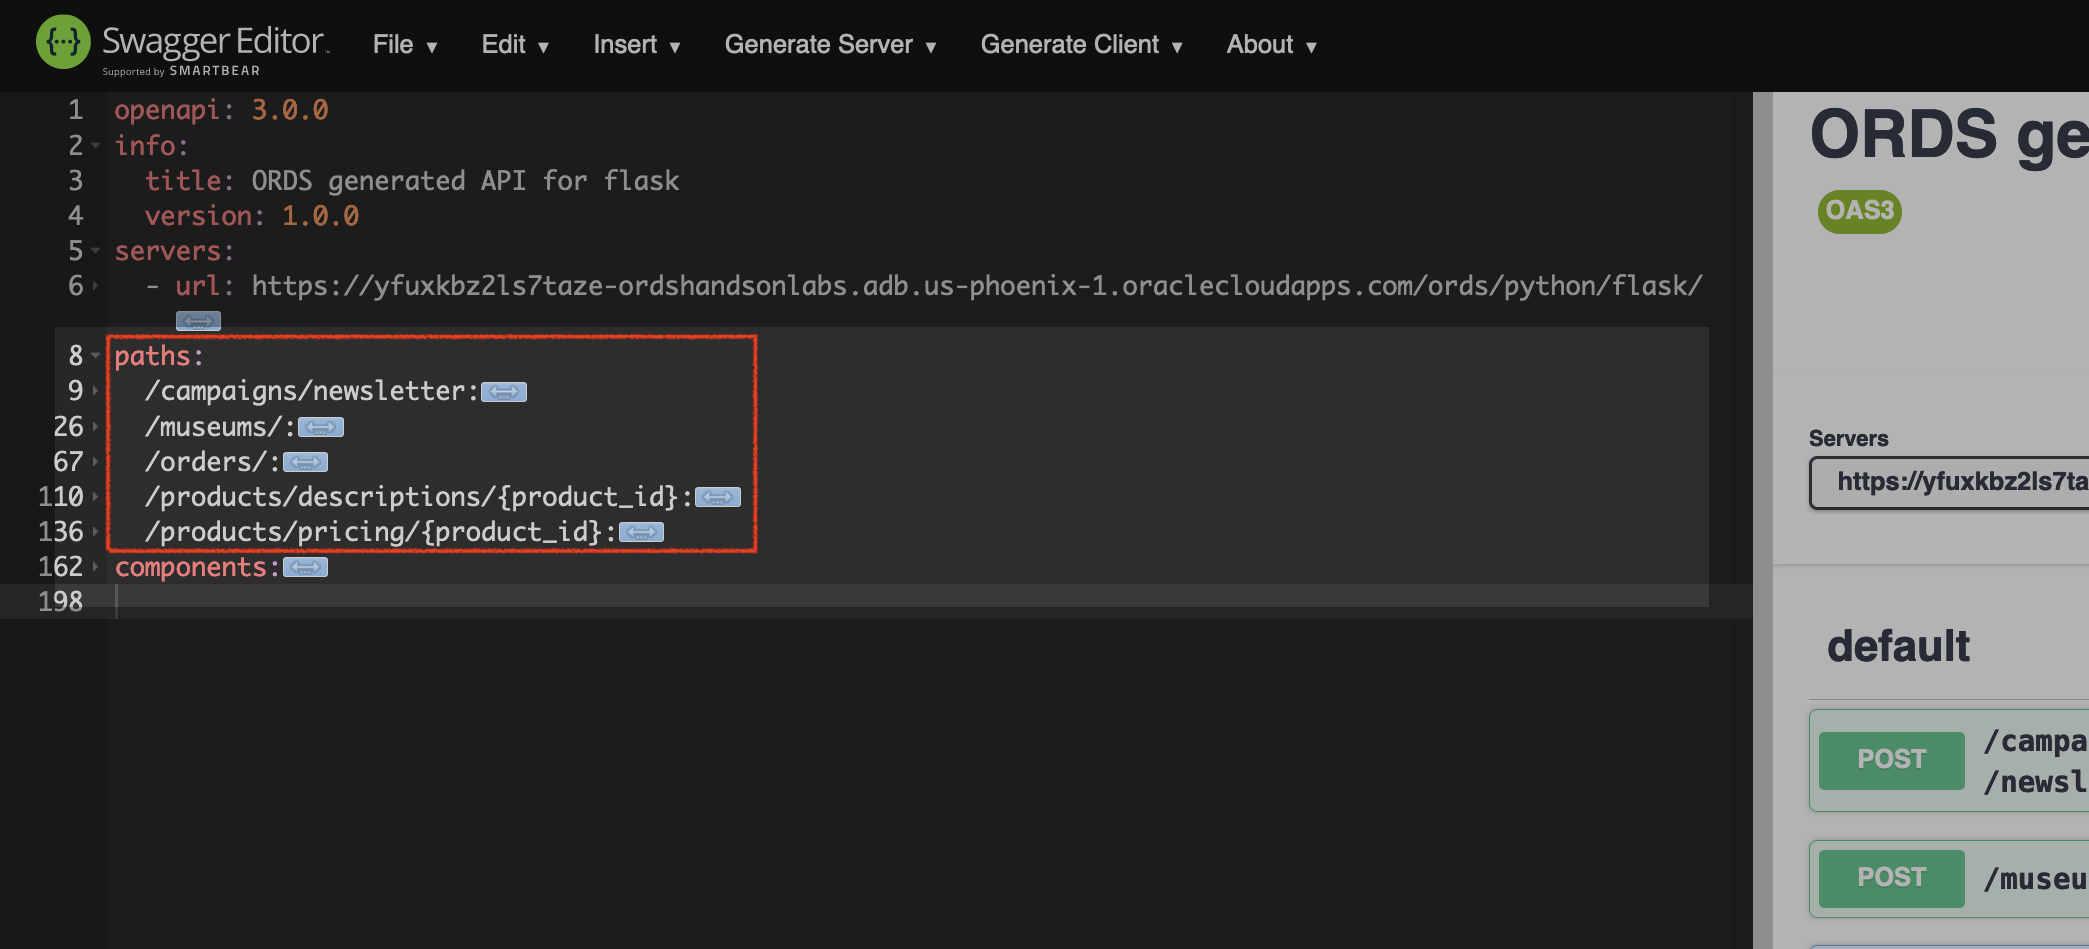 {···} Swagger Editor
Supported by SMARTBEAR
File ▼ Edit ▼ Insert ▼ Generate Server ▼ Generate Client ▼ About ▼
1 openapi: 3.0.0
2 info:
3 title: ORDS generated API for flask
4 version: 1.0.0
5 servers:
6 - url: https://yfuxkbz2ls7taze-ordshandsonlabs.adb.us-phoenix-1.oraclecloudapps.com/ords/python/flask/
8 paths:
9 /campaigns/newsletter:
26 /museums/:
67 /orders/:
110 /products/descriptions/{product_id}:
136 /products/pricing/{product_id}:
162 components:
198
ORDS ge
OAS3
Servers
https://yfuxkbz2ls7ta
default
POST /campa
/newsl
POST /museu